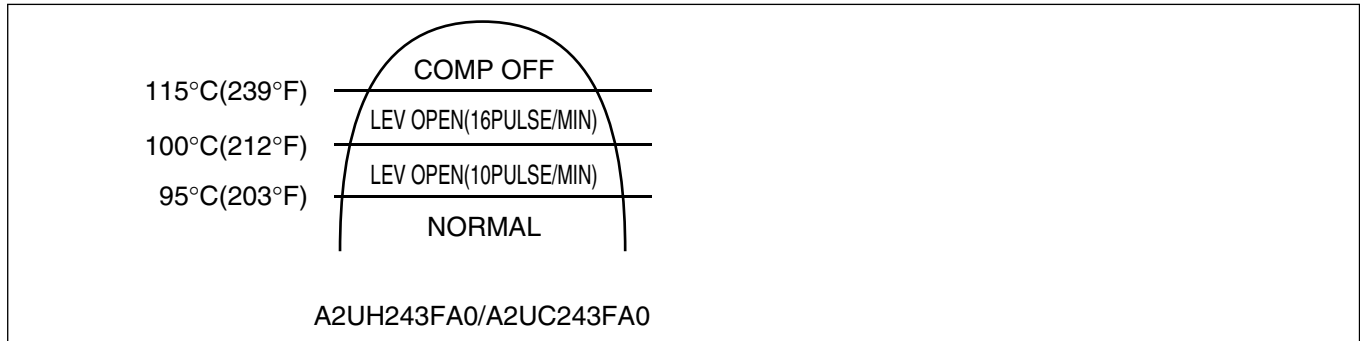 COMP OFF
115°C(239°F)
LEV OPEN(16PULSE/MIN)
100°C(212°F)
LEV OPEN(10PULSE/MIN)
95°C(203°F)
NORMAL
A2UH243FA0/A2UC243FA0